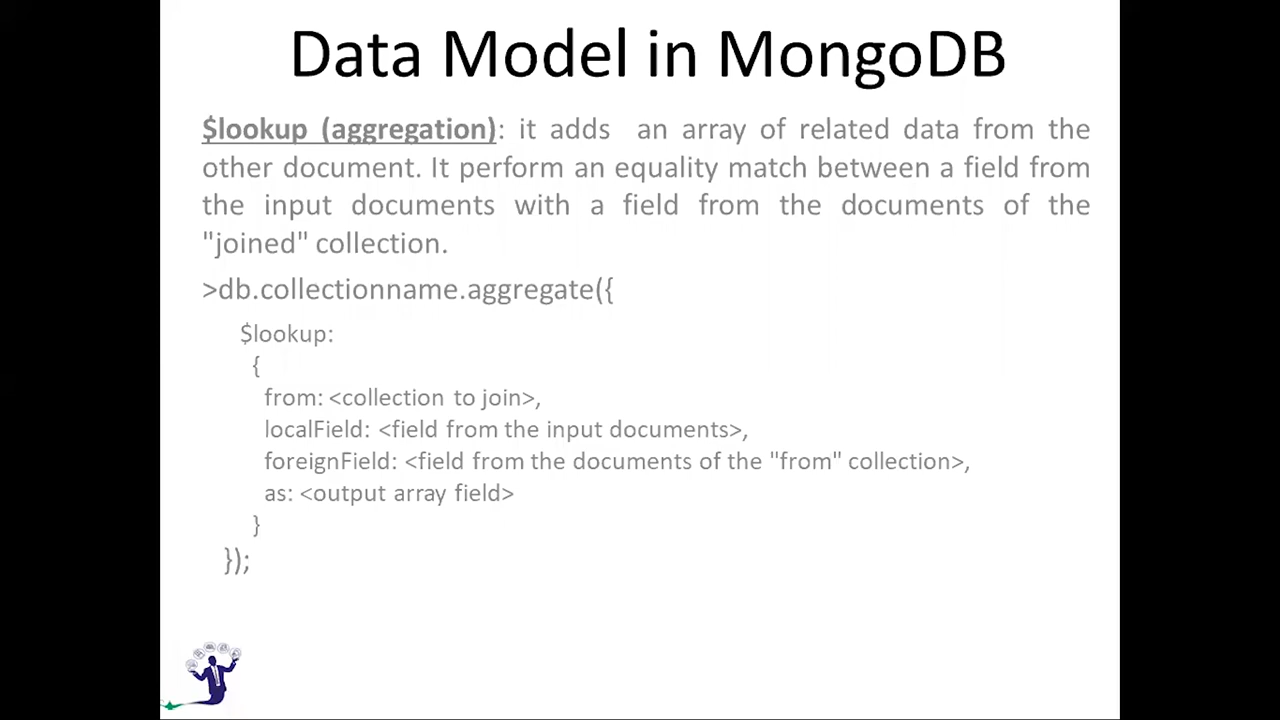 Data Model in MongoDB
$lookup (aggregation): it adds an array of related data from the
other document. It perform an equality match between a field from
the input documents with a field from the documents of the
"joined" collection.
>db.collectionname.aggregate({
$lookup:
{
from: <collection to join>,
localField: <field from the input documents>,
foreignField: <field from the documents of the "from" collection>,
as: <output array field>
}
});